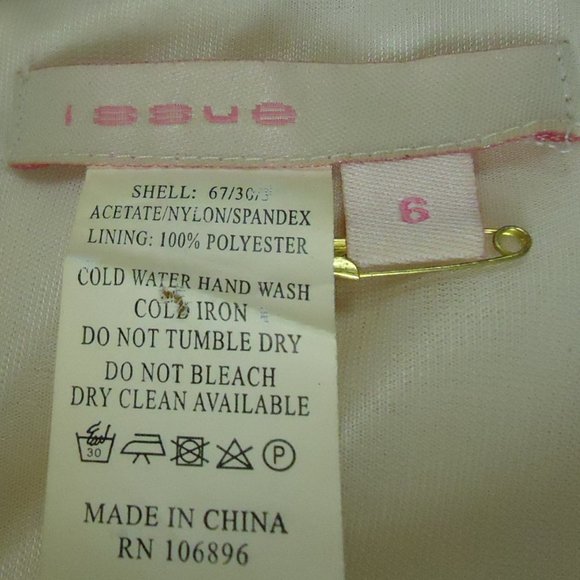 issue
6
SHELL: 67/30/3
ACETATE/NYLON/SPANDEX
LINING: 100% POLYESTER
COLD WATER HAND WASH
COLD IRON
DO NOT TUMBLE DRY
DO NOT BLEACH
DRY CLEAN AVAILABLE
30 P
MADE IN CHINA
RN 106896